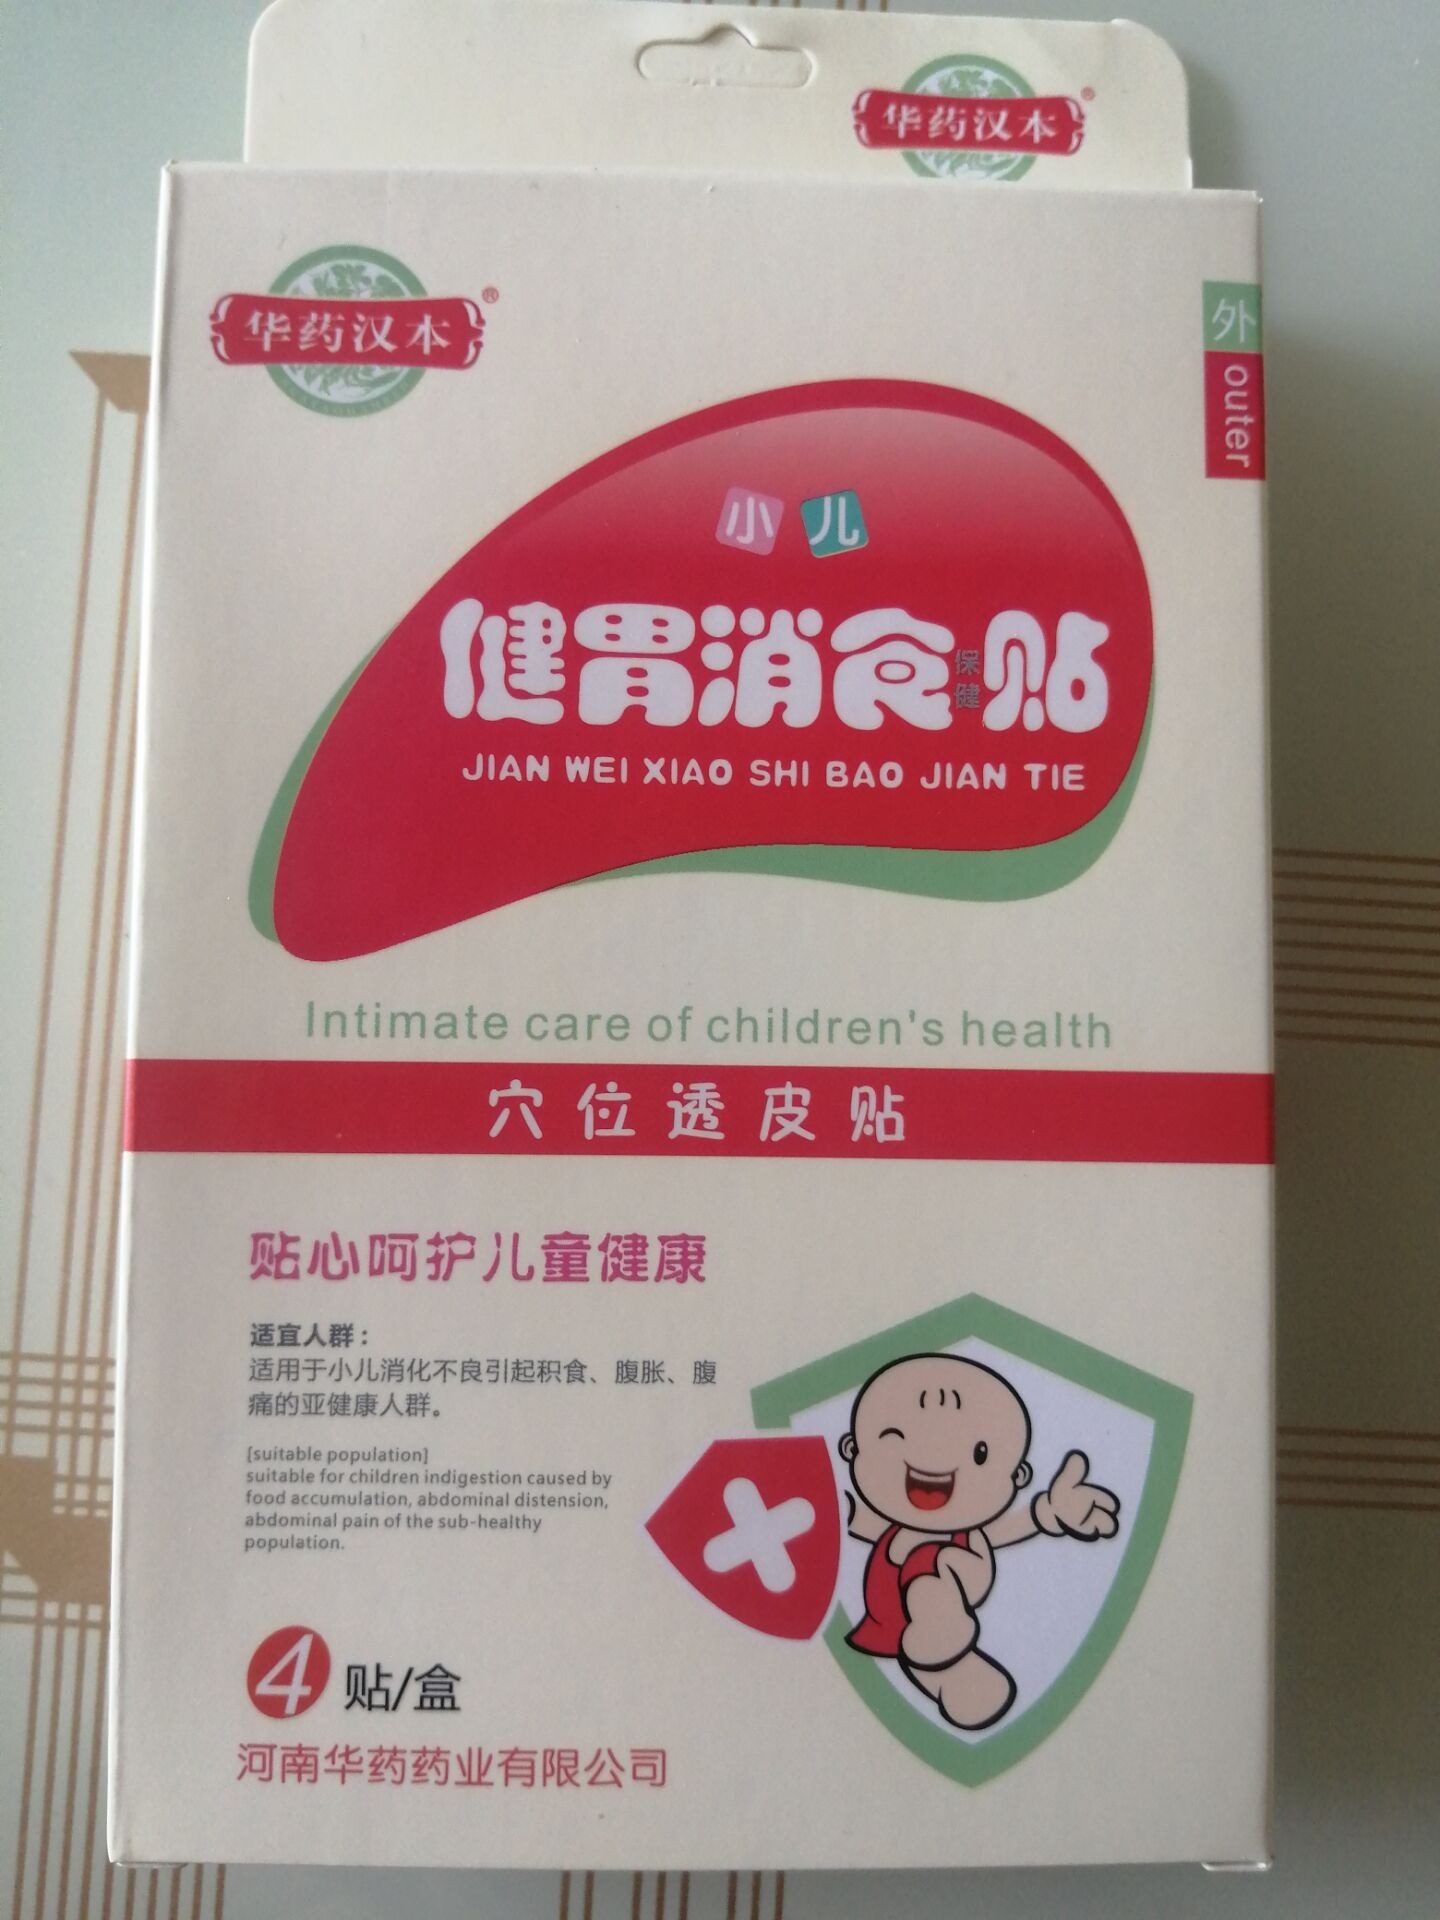 华药汉本®
华药汉本®
外
outer
小儿
健胃消食保健贴
JIAN WEI XIAO SHI BAO JIAN TIE
Intimate care of children's health
穴位透皮贴
贴心呵护儿童健康
适宜人群：
适用于小儿消化不良引起积食、腹胀、腹
痛的亚健康人群。
[suitable population]
suitable for children indigestion caused by
food accumulation, abdominal distension,
abdominal pain of the sub-healthy
population.
4贴/盒
河南华药药业有限公司